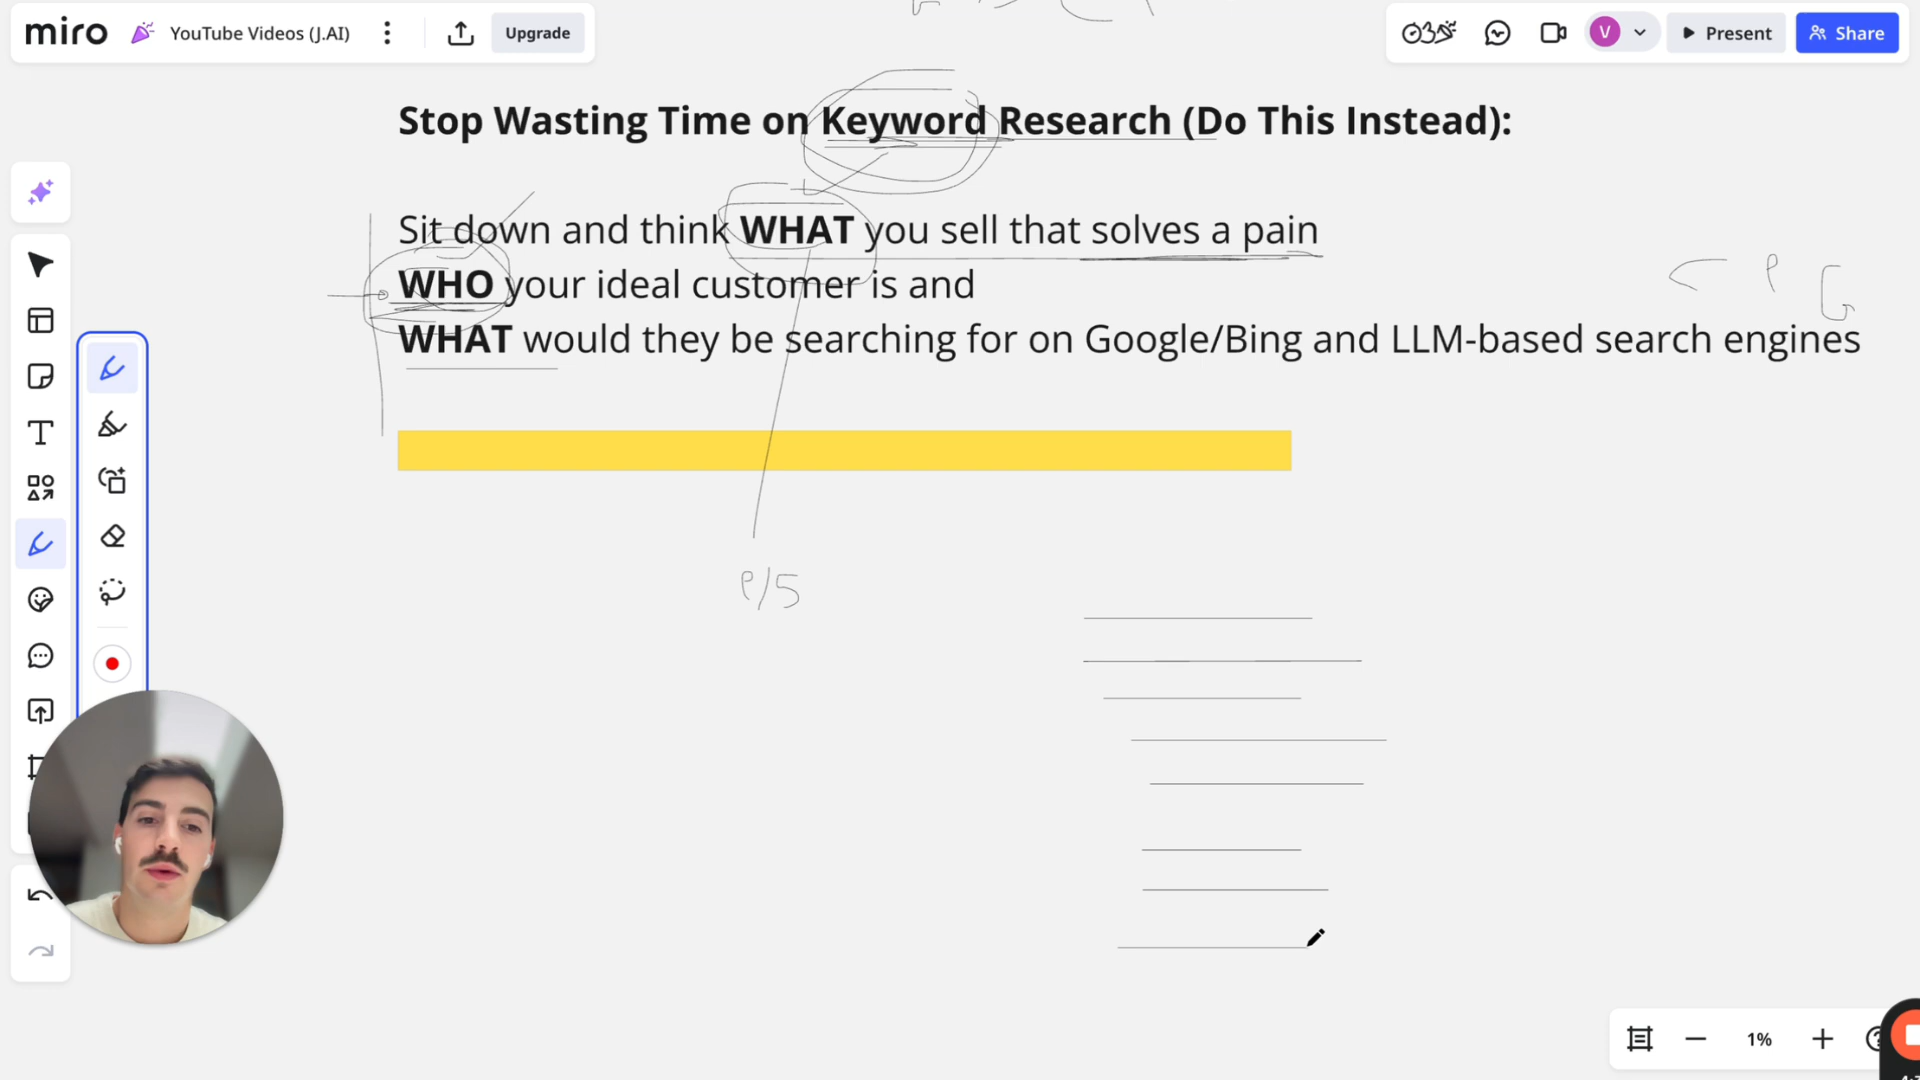 miro
YouTube Videos (J.AI)
Upgrade
V
Present
Share
Stop Wasting Time on Keyword Research (Do This Instead):
Sit down and think WHAT you sell that solves a pain
WHO your ideal customer is and
WHAT would they be searching for on Google/Bing and LLM-based search engines
P G
P/S
1%